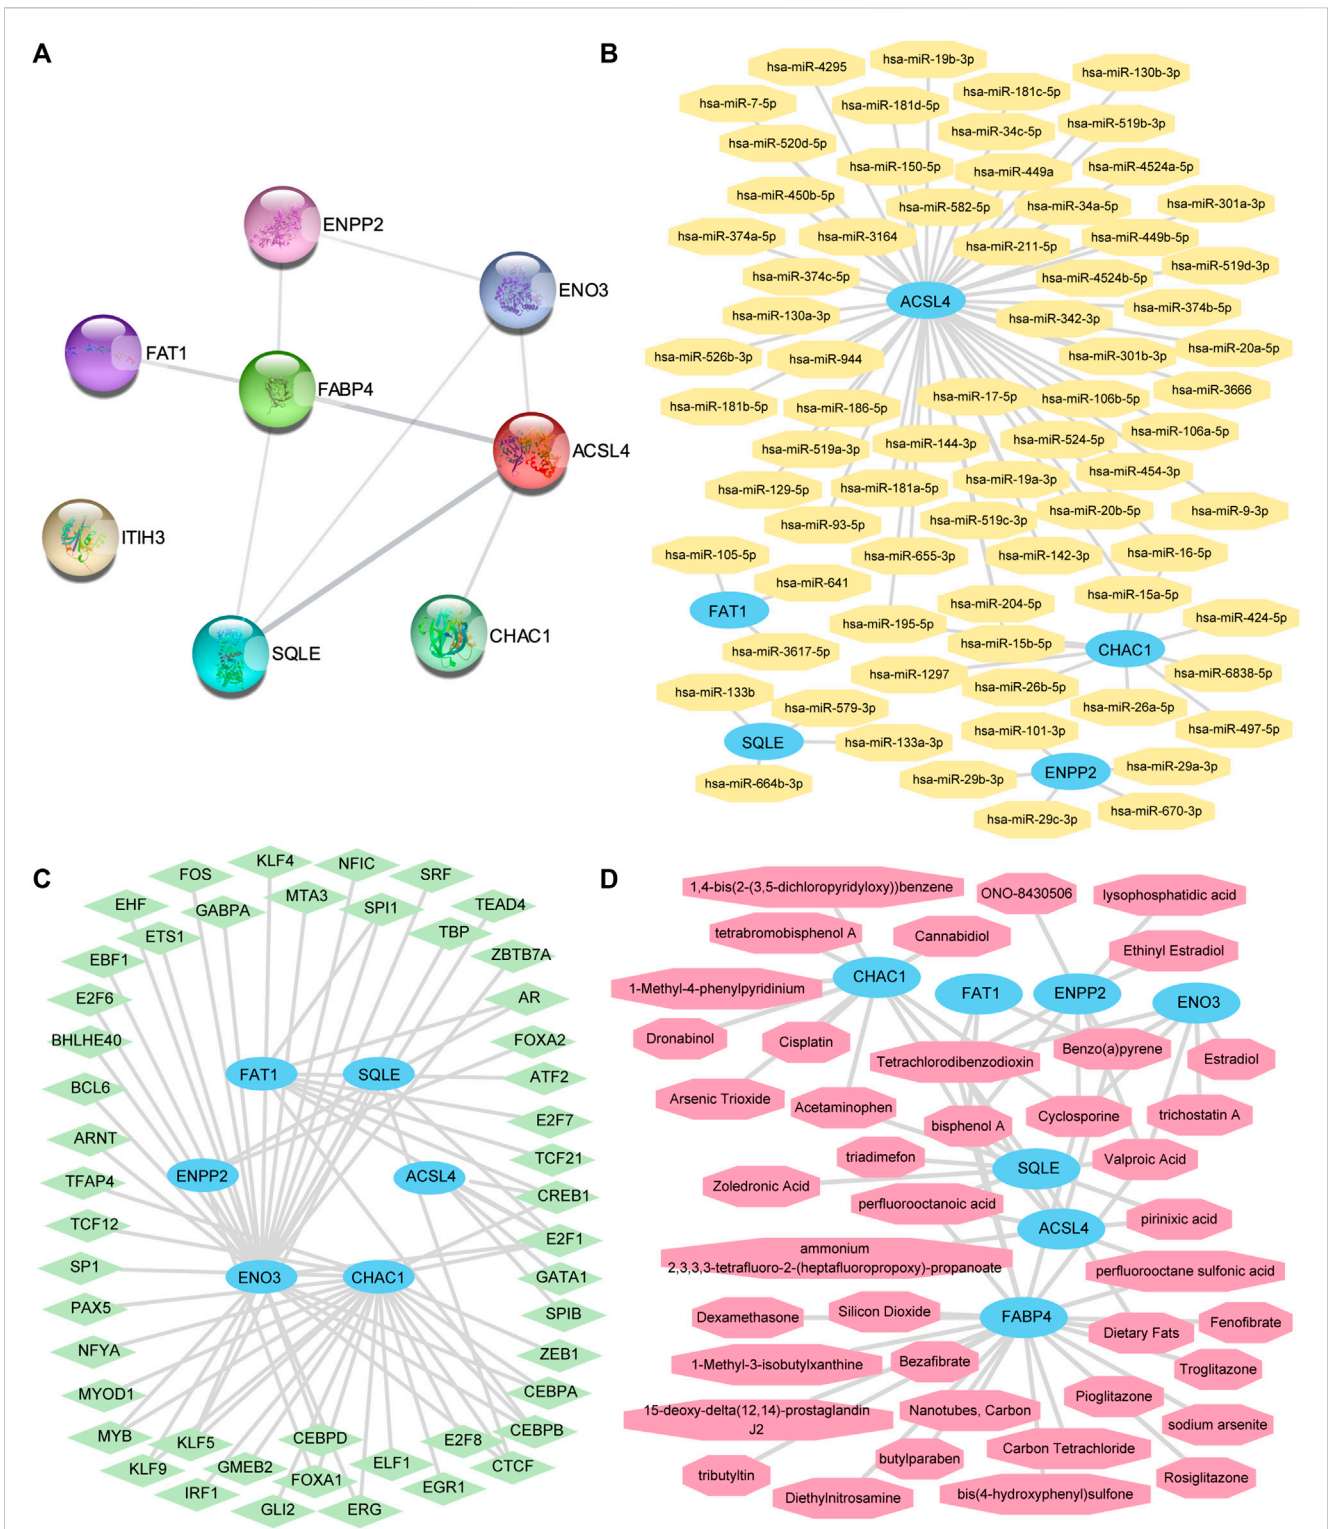 A
ENPP2
ENO3
FAT1
FABP4
ACSL4
ITIH3
SQLE
CHAC1
B
hsa-miR-4295
hsa-miR-19b-3p
hsa-miR-130b-3p
hsa-miR-7-5p
hsa-miR-181d-5p
hsa-miR-181c-5p
hsa-miR-520d-5p
hsa-miR-34c-5p
hsa-miR-519b-3p
hsa-miR-150-5p
hsa-miR-449a
hsa-miR-4524a-5p
hsa-miR-450b-5p
hsa-miR-582-5p
hsa-miR-34a-5p
hsa-miR-301a-3p
hsa-miR-374a-5p
hsa-miR-3164
hsa-miR-211-5p
hsa-miR-449b-5p
hsa-miR-374c-5p
hsa-miR-4524b-5p
hsa-miR-519d-3p
ACSL4
hsa-miR-130a-3p
hsa-miR-342-3p
hsa-miR-374b-5p
hsa-miR-526b-3p
hsa-miR-944
hsa-miR-301b-3p
hsa-miR-20a-5p
hsa-miR-181b-5p
hsa-miR-186-5p
hsa-miR-17-5p
hsa-miR-106b-5p
hsa-miR-3666
hsa-miR-519a-3p
hsa-miR-144-3p
hsa-miR-524-5p
hsa-miR-106a-5p
hsa-miR-129-5p
hsa-miR-181a-5p
hsa-miR-19a-3p
hsa-miR-454-3p
hsa-miR-93-5p
hsa-miR-519c-3p
hsa-miR-20b-5p
hsa-miR-9-3p
hsa-miR-105-5p
hsa-miR-655-3p
hsa-miR-142-3p
hsa-miR-16-5p
hsa-miR-641
FAT1
hsa-miR-204-5p
hsa-miR-15a-5p
hsa-miR-195-5p
hsa-miR-424-5p
hsa-miR-3617-5p
hsa-miR-15b-5p
CHAC1
hsa-miR-1297
hsa-miR-6838-5p
hsa-miR-133b
hsa-miR-26b-5p
hsa-miR-579-3p
hsa-miR-26a-5p
SQLE
hsa-miR-133a-3p
hsa-miR-101-3p
hsa-miR-497-5p
hsa-miR-664b-3p
hsa-miR-29b-3p
ENPP2
hsa-miR-29a-3p
hsa-miR-29c-3p
hsa-miR-670-3p
C
KLF4
NFIC
FOS
SRF
EHF
GABPA
MTA3
SPI1
TEAD4
ETS1
TBP
EBF1
ZBTB7A
E2F6
AR
BHLHE40
FOXA2
FAT1
SQLE
ATF2
BCL6
E2F7
ARNT
TCF21
ENPP2
ACSL4
TFAP4
CREB1
TCF12
E2F1
SP1
ENO3
CHAC1
GATA1
PAX5
SPIB
NFYA
ZEB1
MYOD1
CEBPA
MYB
KLF5
CEBPD
E2F8
CEBPB
KLF9
GMEB2
FOXA1
ELF1
CTCF
IRF1
EGR1
GLI2
ERG
D
1,4-bis(2-(3,5-dichloropyridyloxy))benzene
ONO-8430506
lysophosphatidic acid
tetrabromobisphenol A
Cannabidiol
Ethinyl Estradiol
CHAC1
1-Methyl-4-phenylpyridinium
FAT1
ENPP2
ENO3
Dronabinol
Cisplatin
Tetrachlorodibenzodioxin
Benzo(a)pyrene
Estradiol
Arsenic Trioxide
Acetaminophen
bisphenol A
Cyclosporine
trichostatin A
triadimefon
SQLE
Valproic Acid
Zoledronic Acid
perfluorooctanoic acid
ACSL4
pirinixic acid
ammonium
2,3,3,3-tetrafluoro-2-(heptafluoropropoxy)-propanoate
perfluorooctane sulfonic acid
Dexamethasone
Silicon Dioxide
FABP4
Dietary Fats
Fenofibrate
1-Methyl-3-isobutylxanthine
Bezafibrate
Troglitazone
15-deoxy-delta(12,14)-prostaglandin
J2
Nanotubes, Carbon
Pioglitazone
sodium arsenite
tributyltin
butylparaben
Carbon Tetrachloride
Rosiglitazone
Diethylnitrosamine
bis(4-hydroxyphenyl)sulfone